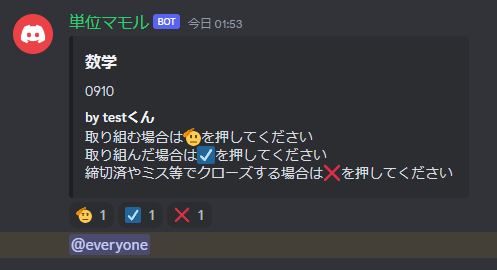 単位マモル BOT 今日 01:53
数学
0910
by testくん
取り組む場合は🫡を押してください
取り組んだ場合は☑️を押してください
締切済やミス等でクローズする場合は❌を押してください
🫡 1 ☑️ 1 ❌ 1
@everyone